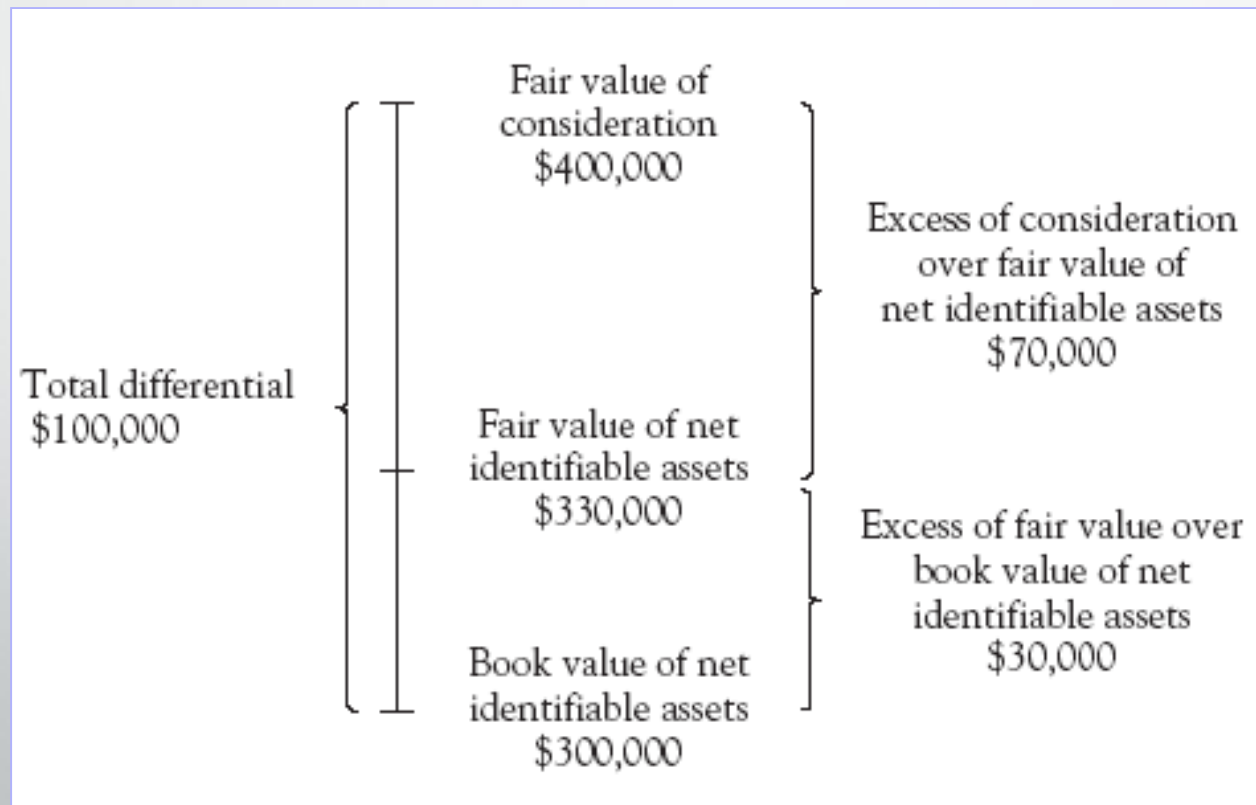 Fair value of
consideration
$400,000
Excess of consideration
over fair value of
net identifiable assets
$70,000
Total differential
$100,000
Fair value of net
identifiable assets
$330,000
Excess of fair value over
book value of net
identifiable assets
$30,000
Book value of net
identifiable assets
$300,000